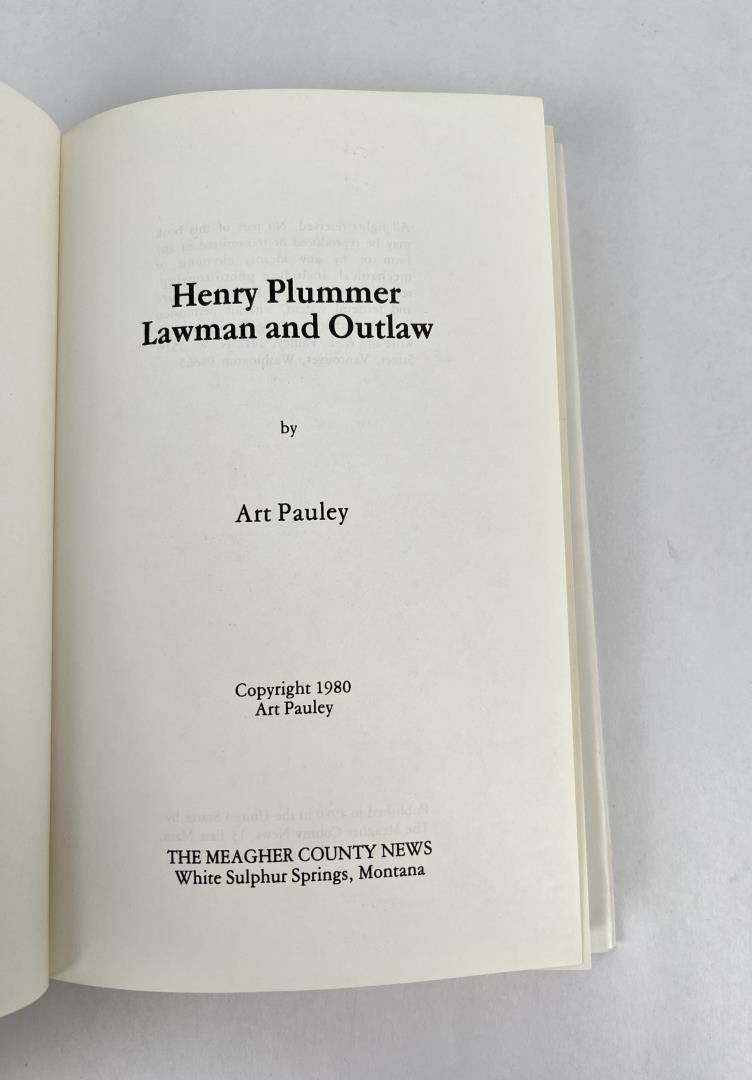 Henry Plummer
Lawman and Outlaw
by
Art Pauley
Copyright 1980
Art Pauley
THE MEAGHER COUNTY NEWS
White Sulphur Springs, Montana